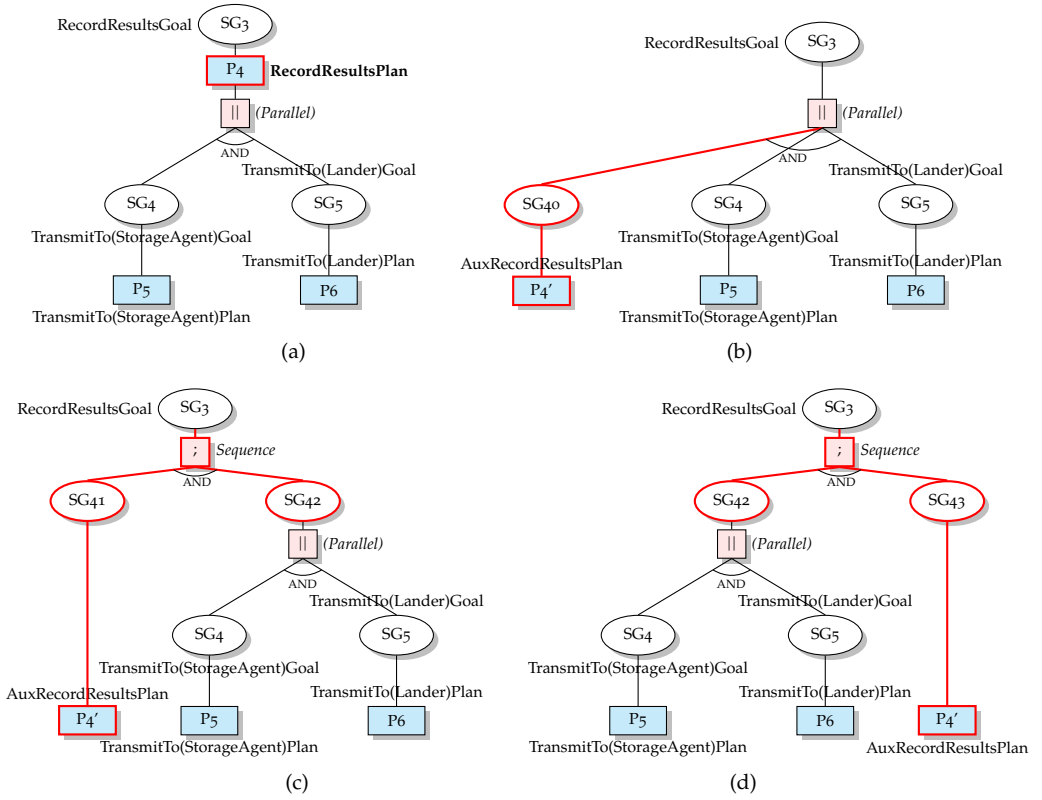 SG3
RecordResultsGoal
P4 RecordResultsPlan
|| (Parallel)
AND
TransmitTo(Lander)Goal
SG4 SG5
TransmitTo(StorageAgent)Goal
TransmitTo(Lander)Plan
P5 P6
TransmitTo(StorageAgent)Plan
(a)
SG3
RecordResultsGoal
|| (Parallel)
AND
TransmitTo(Lander)Goal
SG40 SG4 SG5
TransmitTo(StorageAgent)Goal
AuxRecordResultsPlan TransmitTo(Lander)Plan
P4′ P5 P6
TransmitTo(StorageAgent)Plan
(b)
RecordResultsGoal SG3
; Sequence
AND
SG41 SG42
|| (Parallel)
AND
TransmitTo(Lander)Goal
SG4 SG5
TransmitTo(StorageAgent)Goal
AuxRecordResultsPlan TransmitTo(Lander)Plan
P4′ P5 P6
TransmitTo(StorageAgent)Plan
(c)
RecordResultsGoal SG3
; Sequence
AND
SG42 SG43
|| (Parallel)
AND
TransmitTo(Lander)Goal
SG4 SG5
TransmitTo(StorageAgent)Goal
TransmitTo(Lander)Plan
P5 P6 P4′
TransmitTo(StorageAgent)Plan AuxRecordResultsPlan
(d)